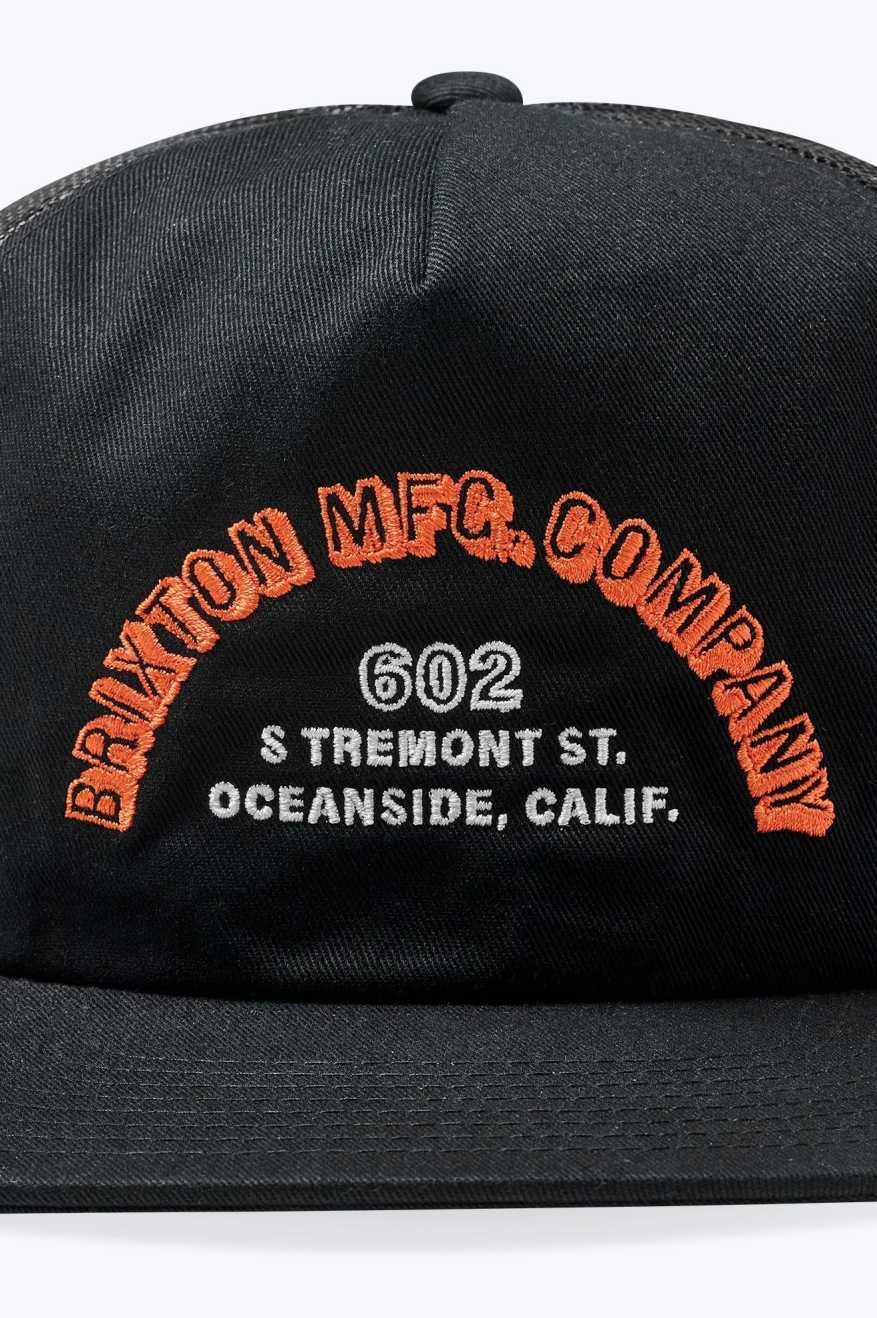 BRIXTON MFG. COMPANY
602
S TREMONT ST.
OCEANSIDE, CALIF.